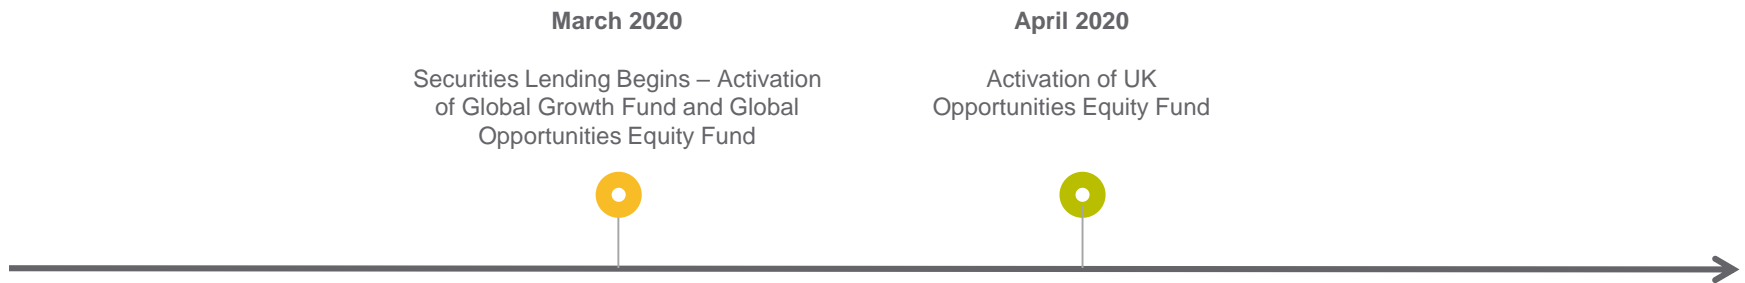 March 2020
Securities Lending Begins – Activation
of Global Growth Fund and Global
Opportunities Equity Fund
April 2020
Activation of UK
Opportunities Equity Fund